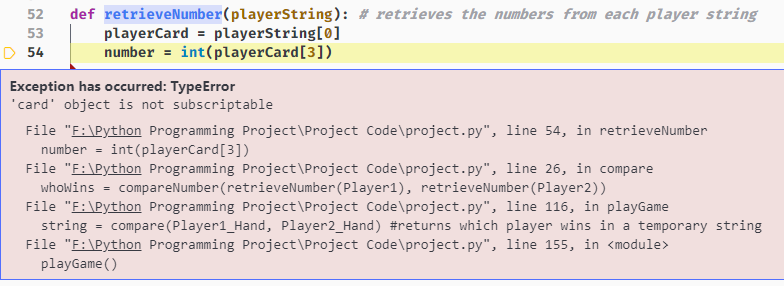 52 def retrieveNumber(playerString): # retrieves the numbers from each player string
53 playerCard = playerString[0]
54 number = int(playerCard[3])
Exception has occurred: TypeError
'card' object is not subscriptable
File "F:\Python Programming Project\Project Code\project.py", line 54, in retrieveNumber
number = int(playerCard[3])
File "F:\Python Programming Project\Project Code\project.py", line 26, in compare
whoWins = compareNumber(retrieveNumber(Player1), retrieveNumber(Player2))
File "F:\Python Programming Project\Project Code\project.py", line 116, in playGame
string = compare(Player1_Hand, Player2_Hand) #returns which player wins in a temporary string
File "F:\Python Programming Project\Project Code\project.py", line 155, in <module>
playGame()